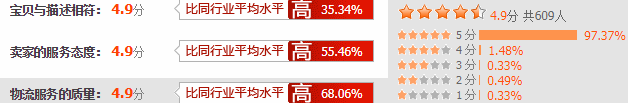 宝贝与描述相符： 4.9分 比同行业平均水平 高 35.34%
卖家的服务态度： 4.9分 比同行业平均水平 高 55.46%
物流服务的质量： 4.9分 比同行业平均水平 高 68.06%
4.9分 共609人
5分 97.37%
4分 1.48%
3分 0.33%
2分 0.49%
1分 0.33%